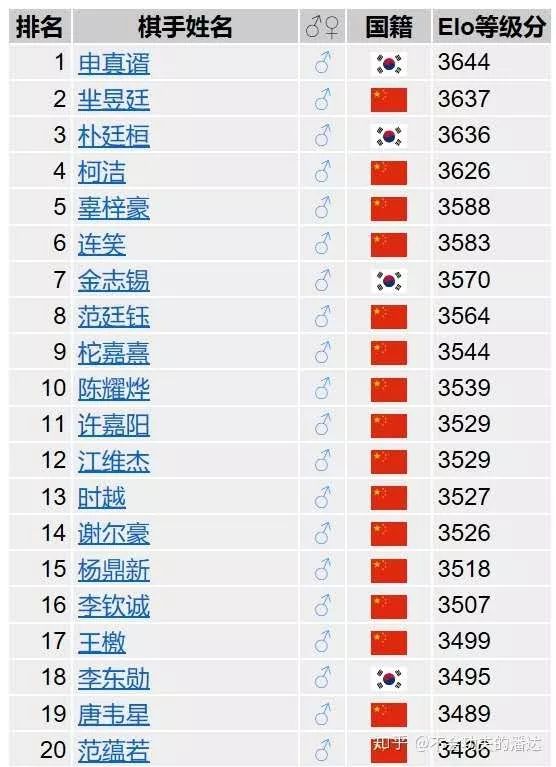 排名 棋手姓名 ♂♀ 国籍 Elo等级分
1 申真谞 ♂ 3644
2 芈昱廷 ♂ 3637
3 朴廷桓 ♂ 3636
4 柯洁 ♂ 3626
5 辜梓豪 ♂ 3588
6 连笑 ♂ 3583
7 金志锡 ♂ 3570
8 范廷钰 ♂ 3564
9 柁嘉熹 ♂ 3544
10 陈耀烨 ♂ 3539
11 许嘉阳 ♂ 3529
12 江维杰 ♂ 3529
13 时越 ♂ 3527
14 谢尔豪 ♂ 3526
15 杨鼎新 ♂ 3518
16 李钦诚 ♂ 3507
17 王檄 ♂ 3499
18 李东勋 ♂ 3495
19 唐韦星 ♂ 3489
20 范蕴若 ♂ 3486
知乎 的潘达